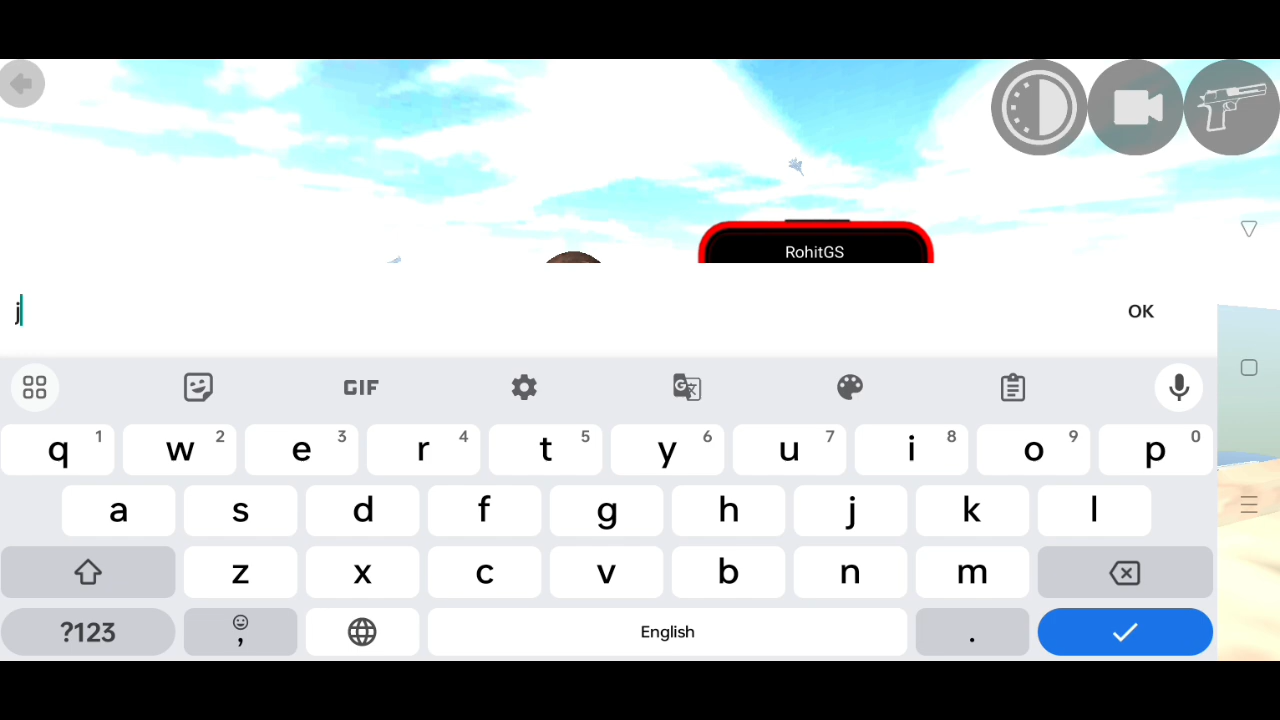 RohitGS
j
OK
GIF
q 1 w 2 e 3 r 4 t 5 y 6 u 7 i 8 o 9 p 0
a s d f g h j k l
z x c v b n m
?123 , English .